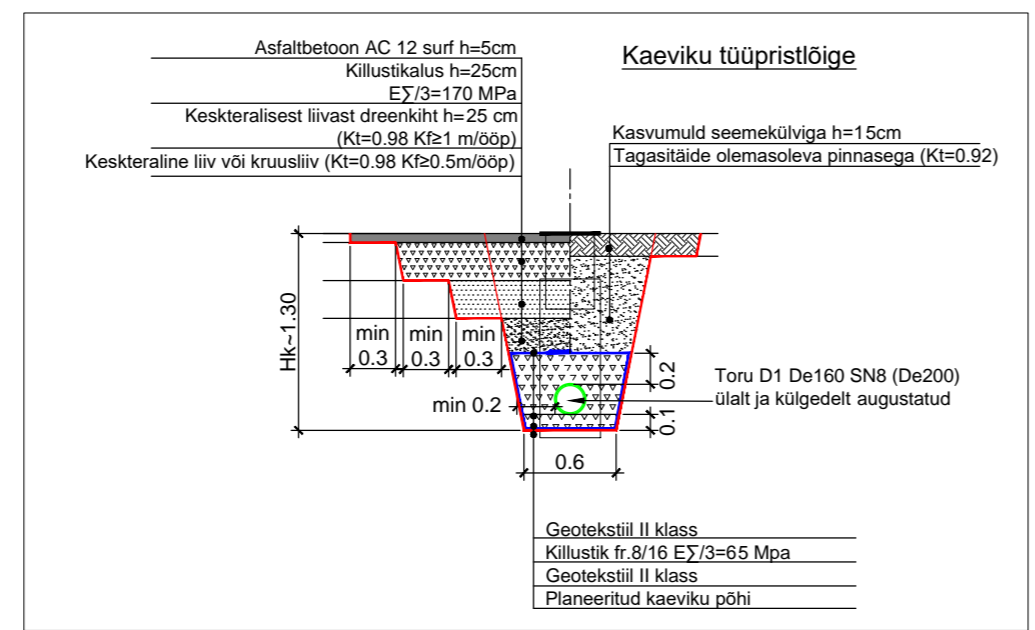 Kaeviku tüüpristlõige
Asfaltbetoon AC 12 surf h=5cm
Killustikalus h=25cm
E∑/3=170 MPa
Keskteralisest liivast dreenkiht h=25 cm
(Kt=0.98 Kf≥1 m/ööp)
Keskteraline liiv või kruusliiv (Kt=0.98 Kf≥0.5m/ööp)
Kasvumuld seemekülviga h=15cm
Tagasitäide olemasoleva pinnasega (Kt=0.92)
Hk~1.30
min
0.3
min
0.3
min
0.3
min 0.2
0.2
0.1
0.6
Toru D1 De160 SN8 (De200)
ülalt ja külgedelt augustatud
Geotekstiil II klass
Killustik fr.8/16 E∑/3=65 Mpa
Geotekstiil II klass
Planeeritud kaeviku põhi